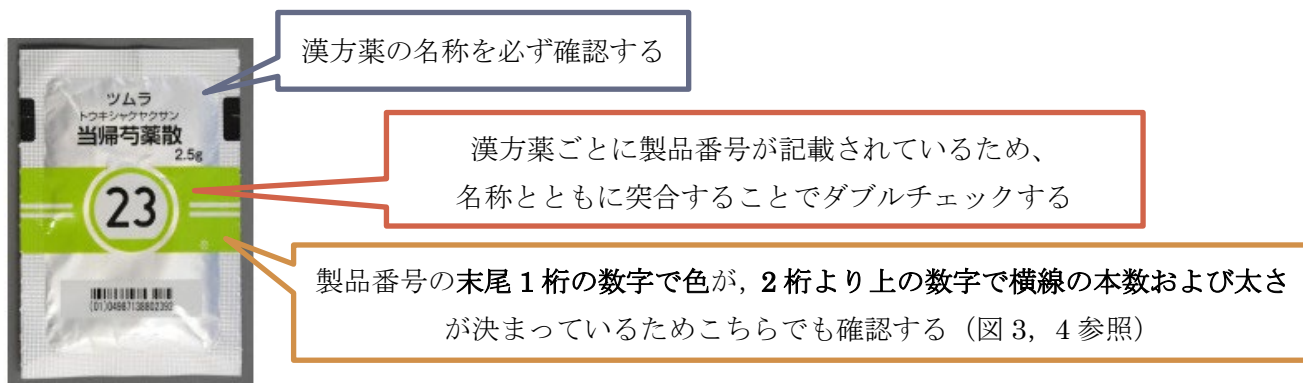 漢方薬の名称を必ず確認する
ツムラ
トウキシャクヤクサン
当帰芍薬散
2.5g
漢方薬ごとに製品番号が記載されているため、
名称とともに突合することでダブルチェックする
23
製品番号の末尾1桁の数字で色が，2桁より上の数字で横線の本数および太さ
が決まっているためこちらでも確認する（図3，4参照）
(01)04987138802392